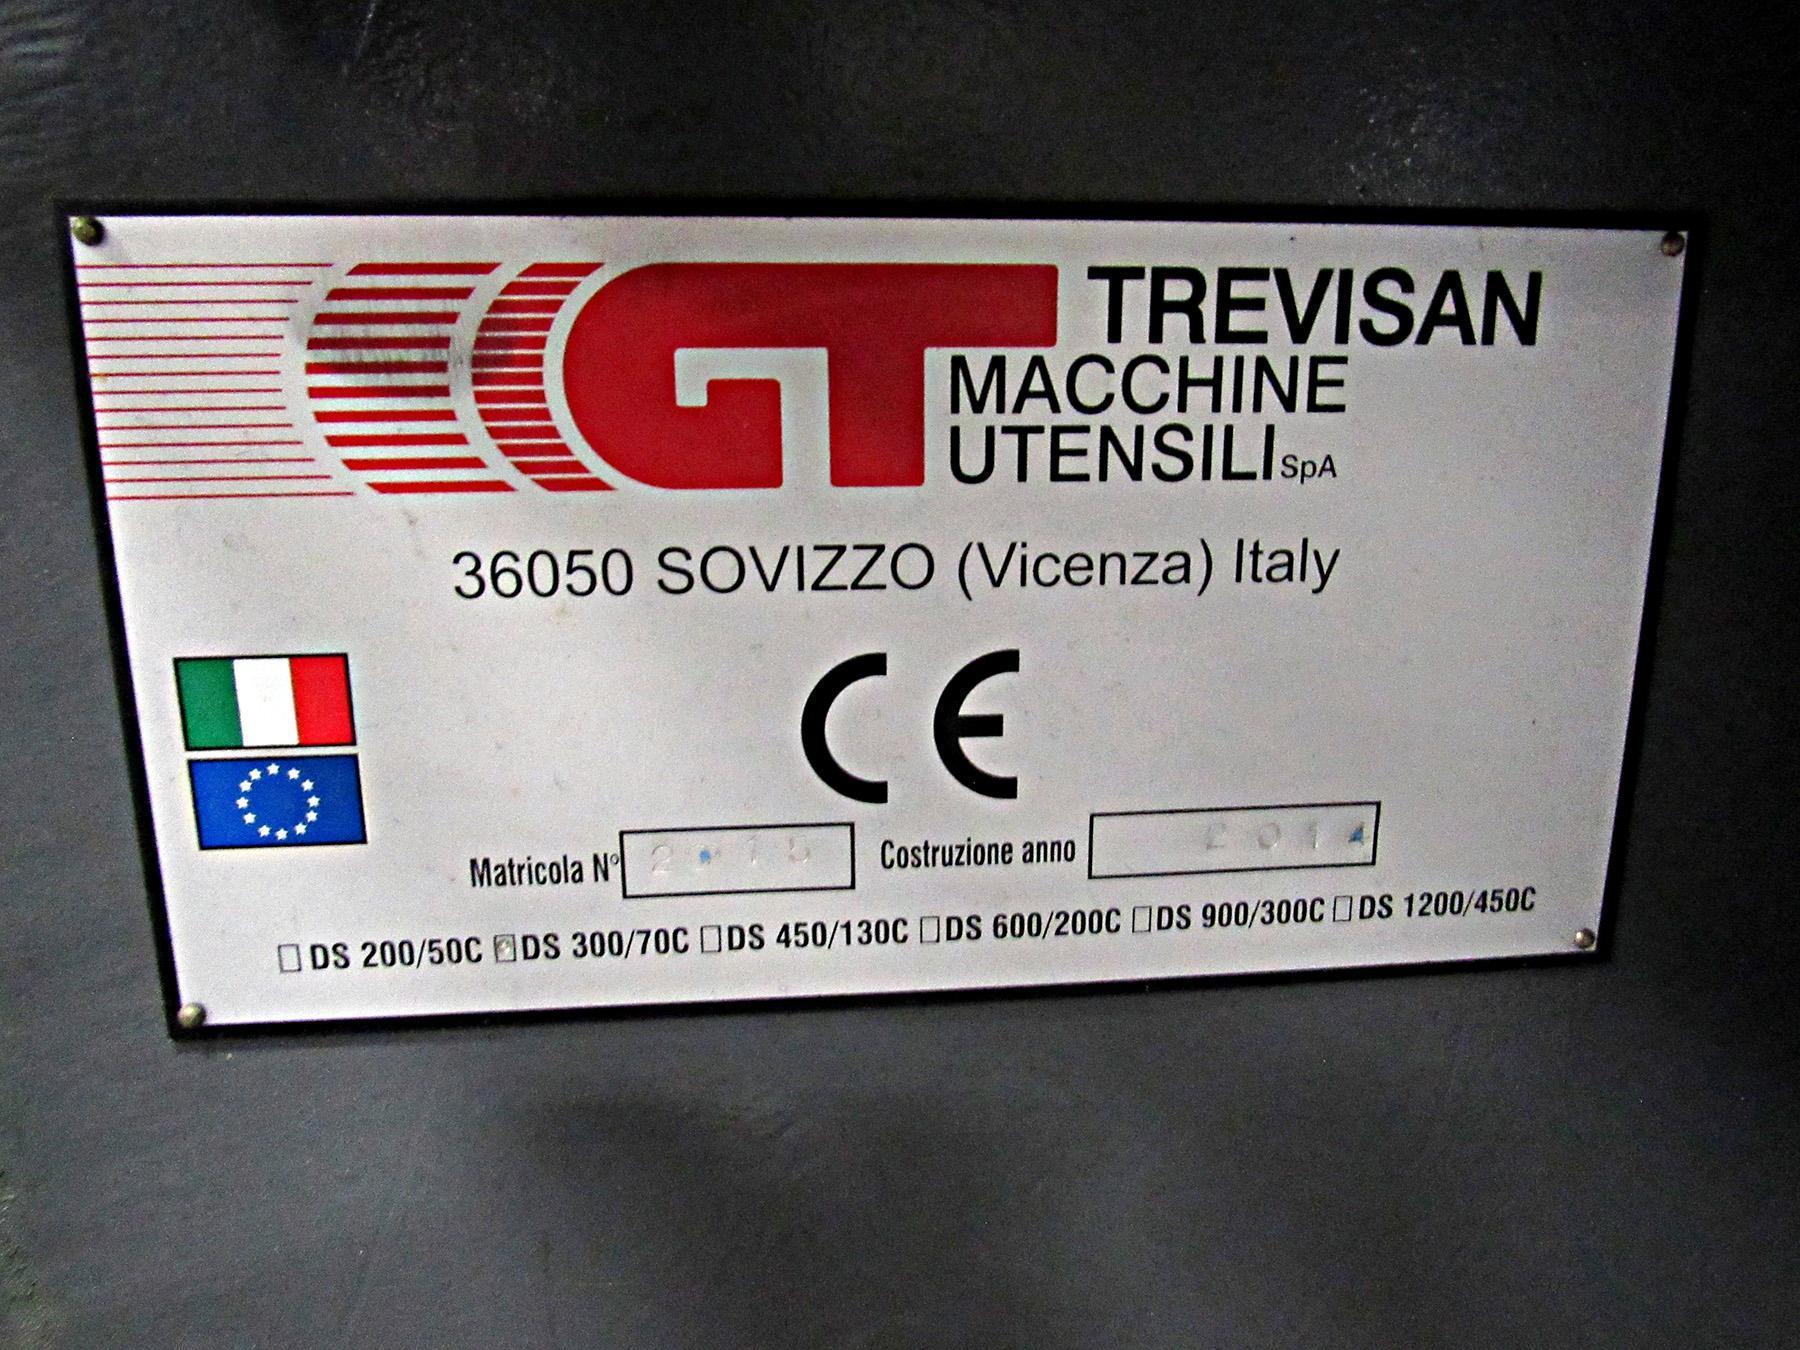 GT TREVISAN
MACCHINE
UTENSILI SpA
36050 SOVIZZO (Vicenza) Italy
CE
Matricola N° Costruzione anno 2014
DS 200/50C DS 300/70C DS 450/130C DS 600/200C DS 900/300C DS 1200/450C